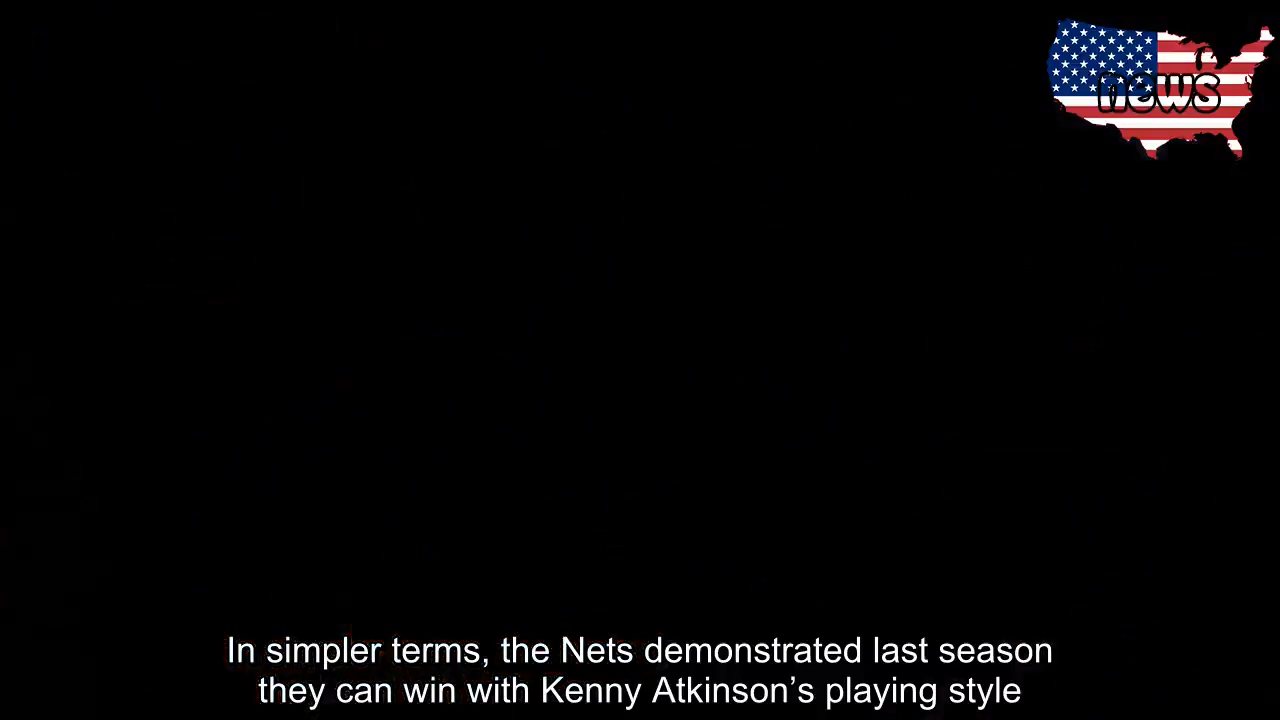 news
In simpler terms, the Nets demonstrated last season
they can win with Kenny Atkinson’s playing style